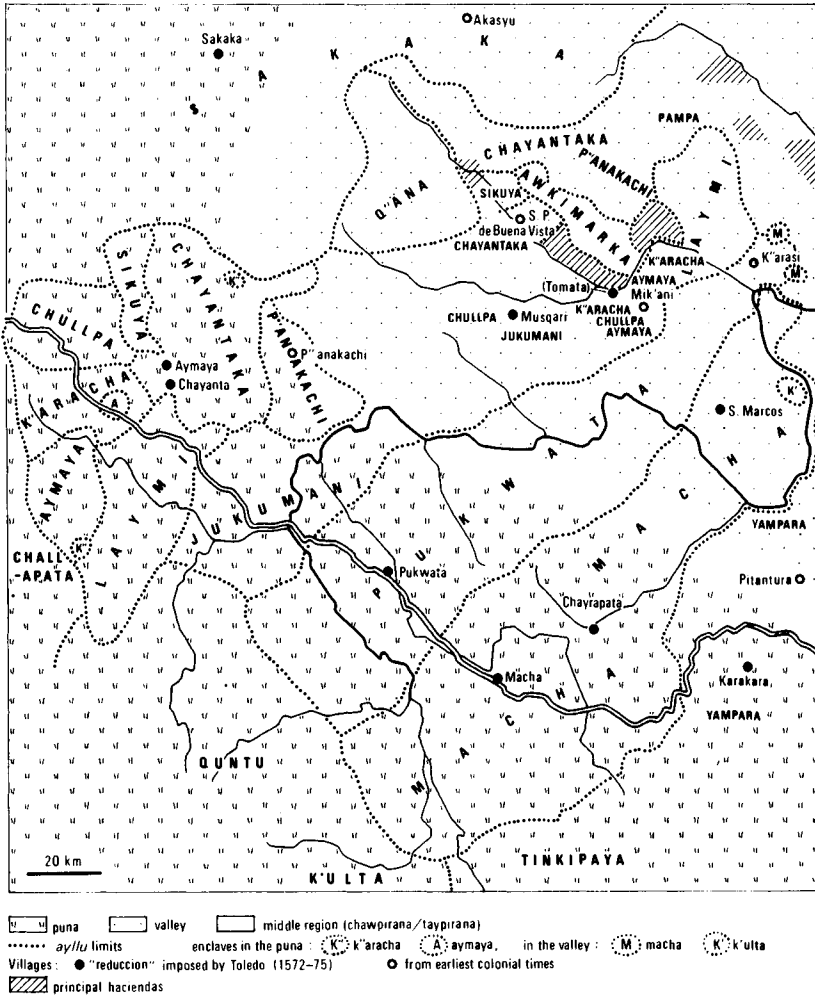 Akasyu
Sakaka
SAKAKA
PAMPA
CHAYANTAKA
P'ANAKACHI
LAYMI
Q''ANA
SIKUYA
AWKIMARKA
S. P. de Buena Vista
CHAYANTAKA
M
K''arasi
M
K''ARACHA
AYMAYA
(Tomata)
Mik'ani
K''ARACHA
CHULLPA
AYMAYA
CHULLPA
Musqari
JUKUMANI
SIKUYA
CHAYANTAKA
K
CHULLPA
P'ANAKACHI
P''anakachi
Aymaya
Chayanta
KARACHA
A
AYMAYA
LAYMI
K
JUKUMANI
CHALL
-APATA
PUKWATA
MACHA
S. Marcos
K
YAMPARA
Pitantura
Pukwata
Chayrapata
Macha
MACHA
Karakara
YAMPARA
QUNTU
20 km
K'ULTA
TINKIPAYA
puna valley middle region (chawpirana/taypirana)
ayllu limits enclaves in the puna : K'' k''aracha A aymaya, in the valley : M macha K' k'ulta
Villages : "reduccion" imposed by Toledo (1572-75) from earliest colonial times
principal haciendas